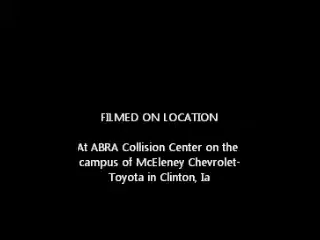 FILMED ON LOCATION
At ABRA Collision Center on the
campus of McEleney Chevrolet-
Toyota in Clinton, Ia